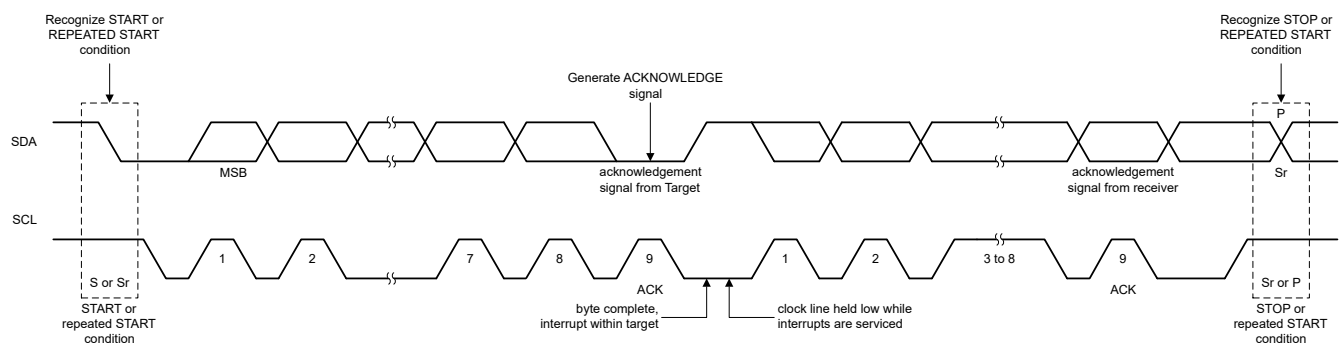 Recognize START or
REPEATED START
condition
Recognize STOP or
REPEATED START
condition
Generate ACKNOWLEDGE
signal
P
SDA
MSB
acknowledgement
signal from Target
acknowledgement
signal from receiver
Sr
SCL
1
2
7
8
9
1
2
3 to 8
9
S or Sr
ACK
ACK
Sr or P
START or
repeated START
condition
byte complete,
interrupt within target
clock line held low while
interrupts are serviced
STOP or
repeated START
condition